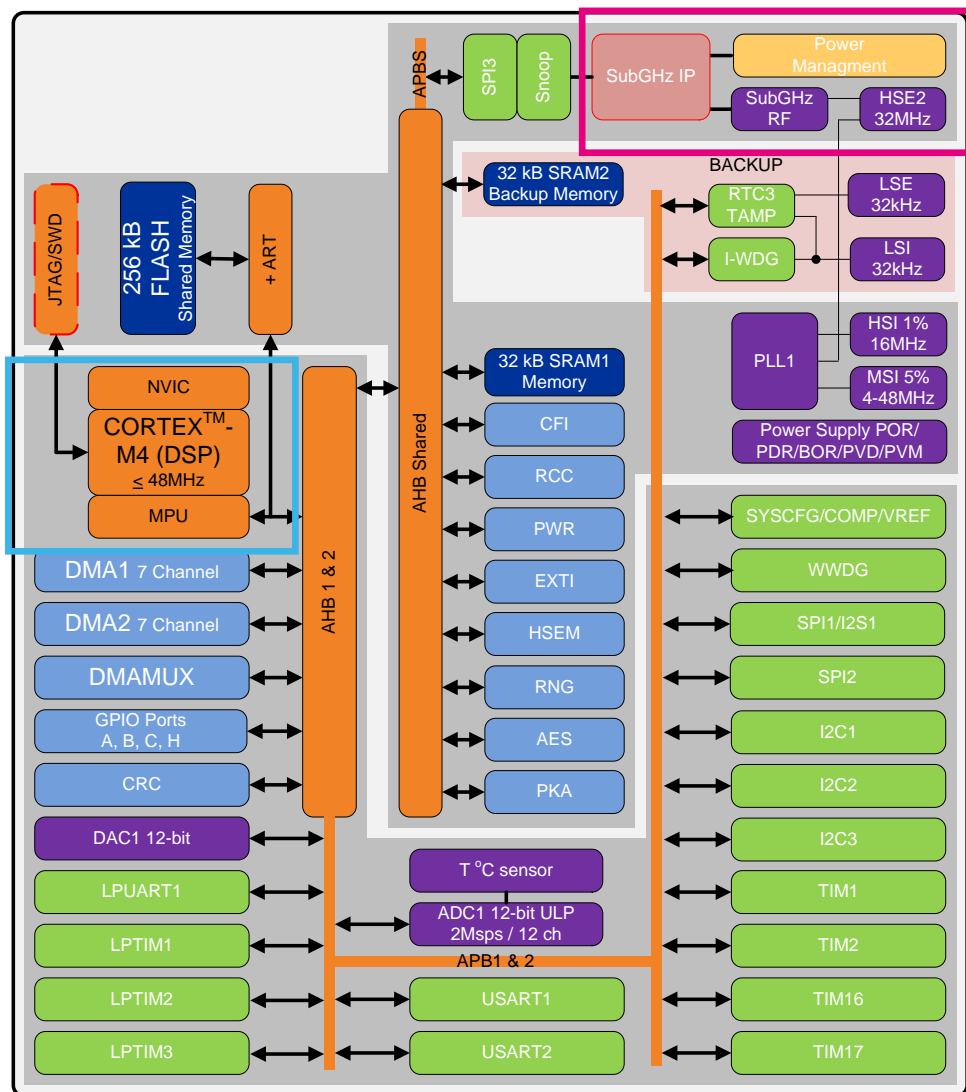 APBS
SPI3
Snoop
SubGHz IP
Power
Managment
SubGHz
RF
HSE2
32MHz
BACKUP
32 kB SRAM2
Backup Memory
RTC3
TAMP
LSE
32kHz
I-WDG
LSI
32kHz
JTAG/SWD
256 kB
FLASH
Shared Memory
+ ART
PLL1
HSI 1%
16MHz
MSI 5%
4-48MHz
Power Supply POR/
PDR/BOR/PVD/PVM
NVIC
CORTEX™-
M4 (DSP)
≤ 48MHz
MPU
AHB 1 & 2
AHB Shared
32 kB SRAM1
Memory
CFI
RCC
PWR
EXTI
HSEM
RNG
AES
PKA
DMA1 7 Channel
DMA2 7 Channel
DMAMUX
GPIO Ports
A, B, C, H
CRC
DAC1 12-bit
LPUART1
LPTIM1
LPTIM2
LPTIM3
T °C sensor
ADC1 12-bit ULP
2Msps / 12 ch
APB1 & 2
USART1
USART2
SYSCFG/COMP/VREF
WWDG
SPI1/I2S1
SPI2
I2C1
I2C2
I2C3
TIM1
TIM2
TIM16
TIM17